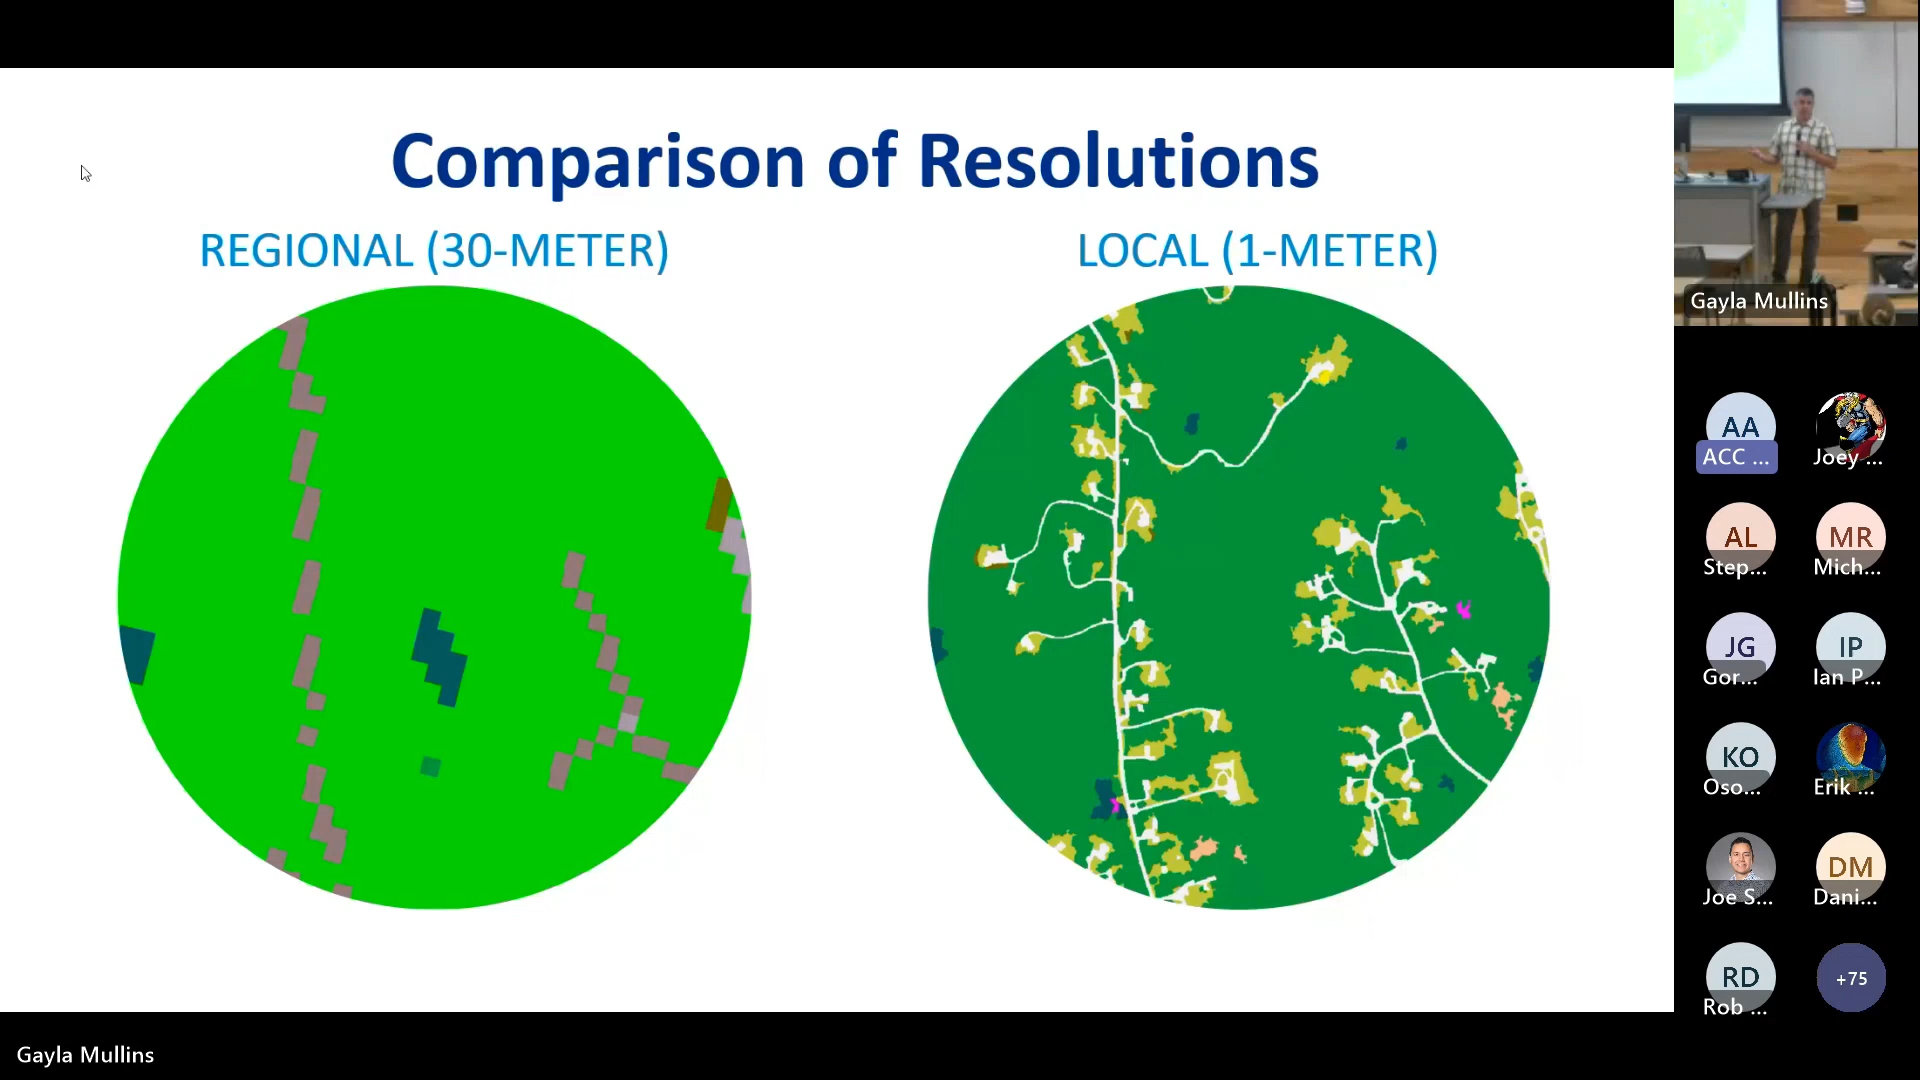 Comparison of Resolutions
REGIONAL (30-METER)
LOCAL (1-METER)
Gayla Mullins
AA
ACC ...
Joey ...
AL
Step...
MR
Mich...
JG
Gor...
IP
Ian P...
KO
Oso...
Erik ...
Joe S...
DM
Dani...
RD
Rob ...
+75
Gayla Mullins